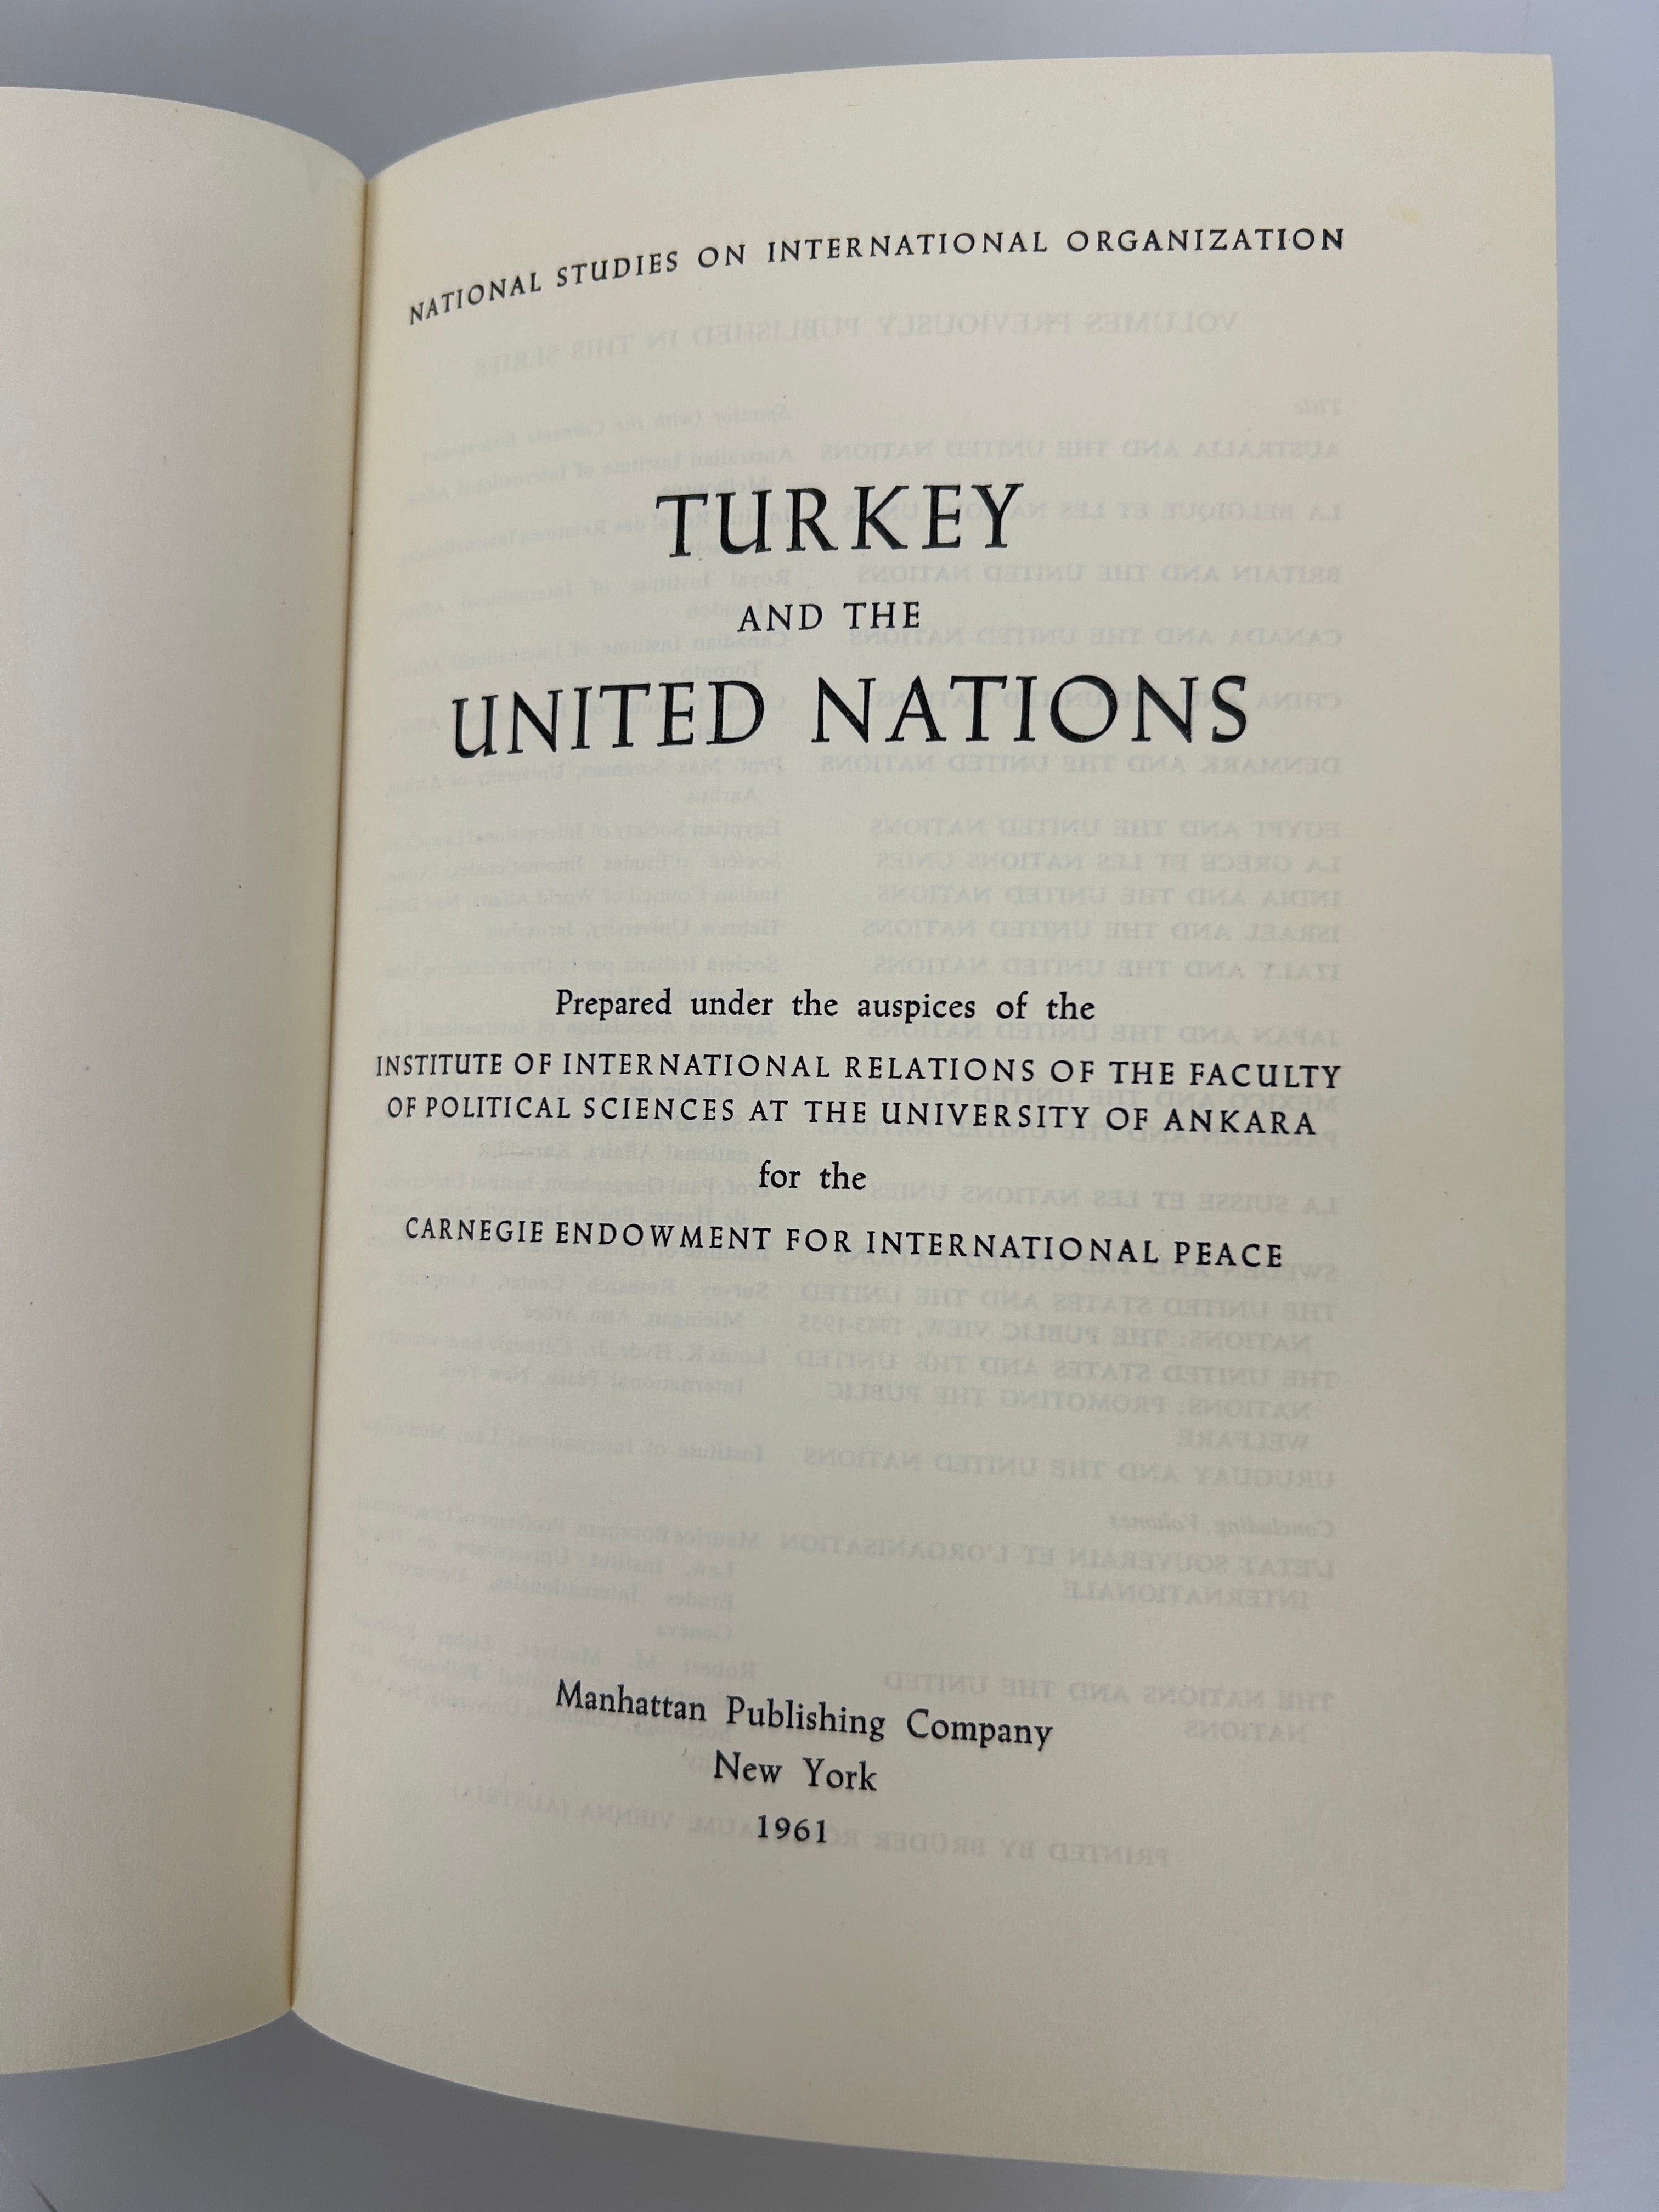 NATIONAL STUDIES ON INTERNATIONAL ORGANIZATION
TURKEY
AND THE
UNITED NATIONS
Prepared under the auspices of the
INSTITUTE OF INTERNATIONAL RELATIONS OF THE FACULTY
OF POLITICAL SCIENCES AT THE UNIVERSITY OF ANKARA
for the
CARNEGIE ENDOWMENT FOR INTERNATIONAL PEACE
Manhattan Publishing Company
New York
1961